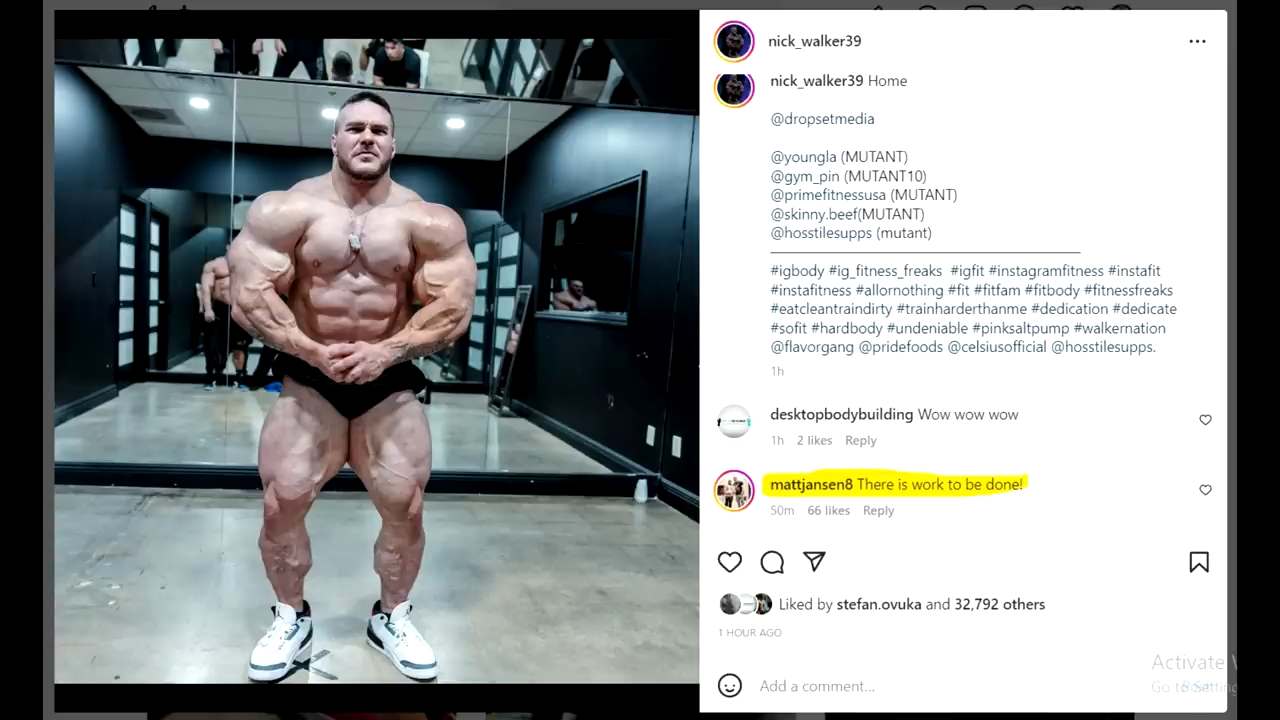 nick_walker39
nick_walker39 Home
@dropsetmedia
@youngla (MUTANT)
@gym_pin (MUTANT10)
@primefitnessusa (MUTANT)
@skinny.beef(MUTANT)
@hosstilesupps (mutant)
#igbody #ig_fitness_freaks #igfit #instagramfitness #instafit
#instafitness #allornothing #fit #fitfam #fitbody #fitnessfreaks
#eatcleantraindirty #trainharderthanme #dedication #dedicate
#sofit #hardbody #undeniable #pinksaltpump #walkernation
@flavorgang @pridefoods @celsiusofficial @hosstilesupps.
1h
desktopbodybuilding Wow wow wow
1h 2 likes Reply
mattjansen8 There is work to be done!
50m 66 likes Reply
Liked by stefan.ovuka and 32,792 others
1 HOUR AGO
Activate
Add a comment...
Go to Setting